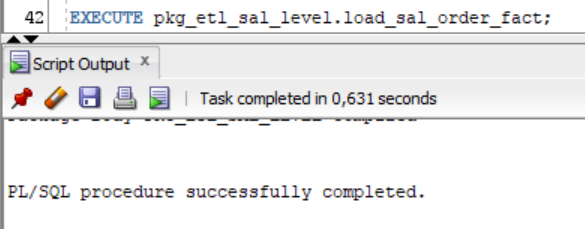 42 EXECUTE pkg_etl_sal_level.load_sal_order_fact;
Script Output x
Task completed in 0,631 seconds
PL/SQL procedure successfully completed.